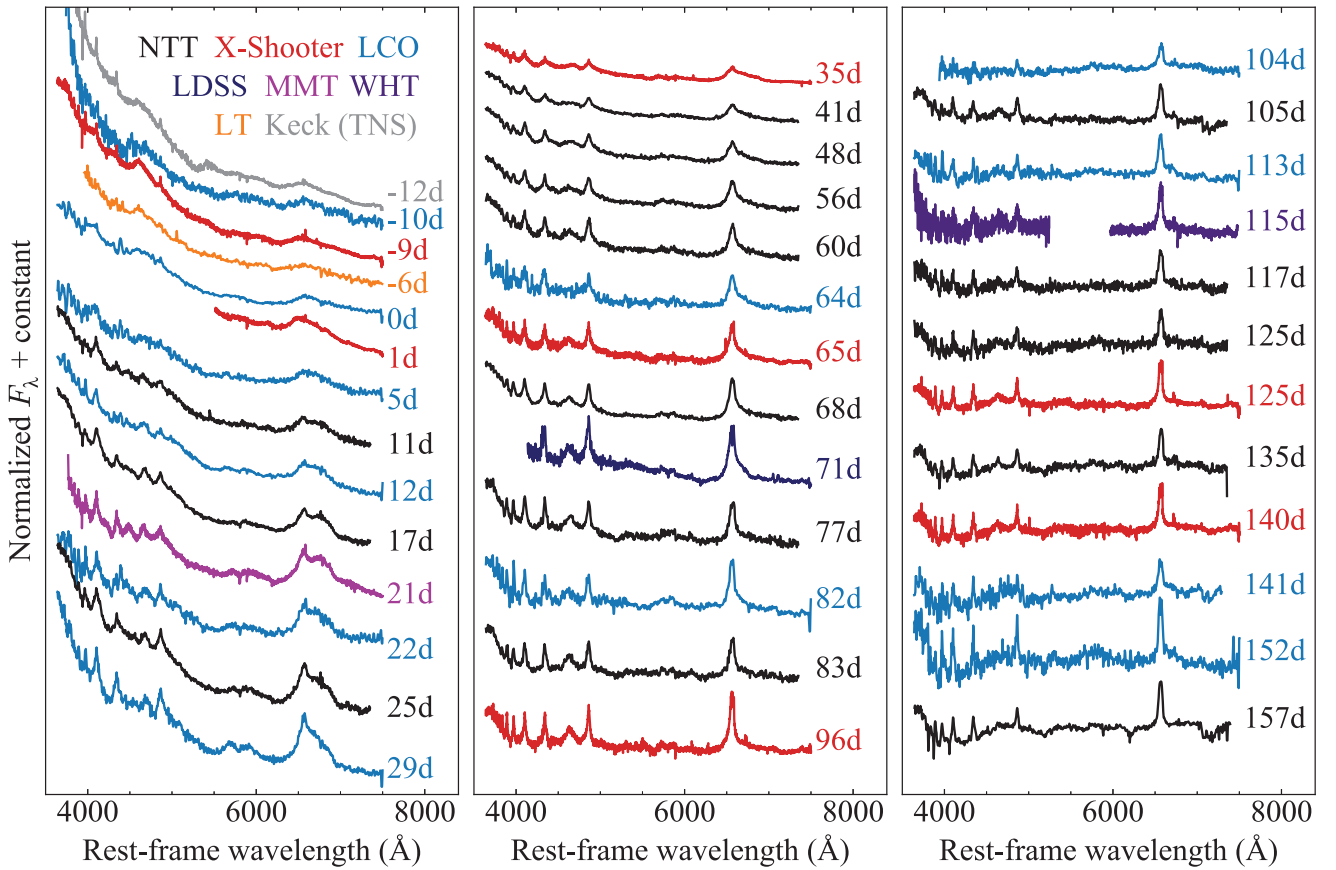 Normalized Fλ + constant
NTT X-Shooter LCO
LDSS MMT WHT
LT Keck (TNS)
-12d
-10d
-9d
-6d
0d
1d
5d
11d
12d
17d
21d
22d
25d
29d
4000 6000 8000
Rest-frame wavelength (Å)
35d
41d
48d
56d
60d
64d
65d
68d
71d
77d
82d
83d
96d
4000 6000 8000
Rest-frame wavelength (Å)
104d
105d
113d
115d
117d
125d
125d
135d
140d
141d
152d
157d
4000 6000 8000
Rest-frame wavelength (Å)